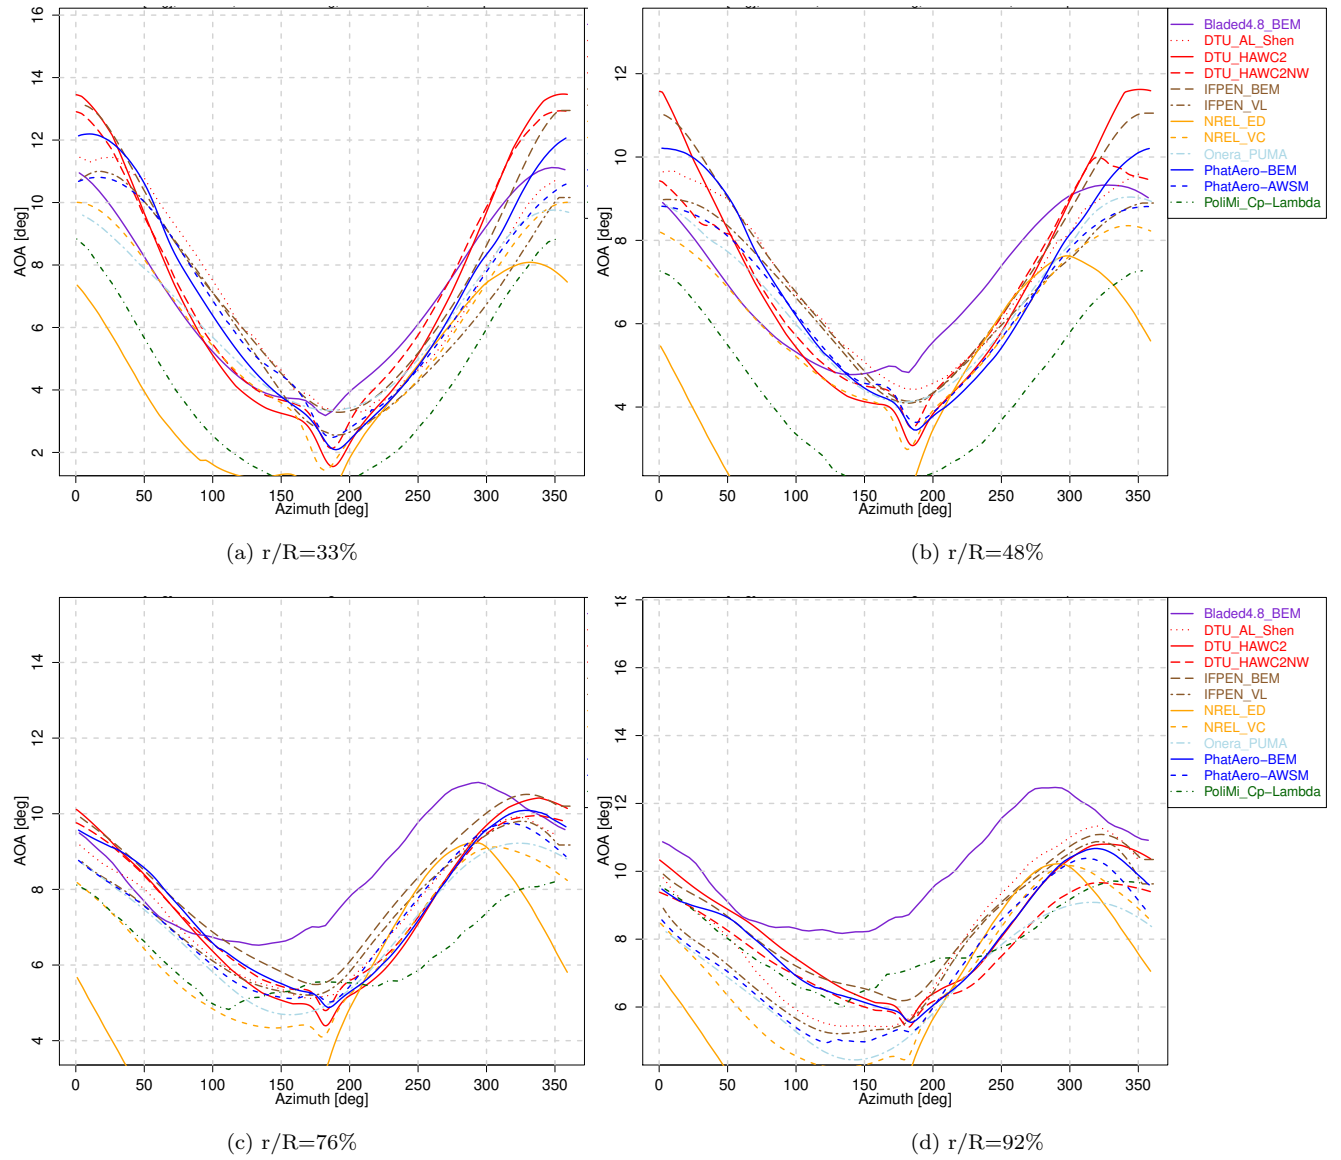 16
14
12
10
8
6
4
2
AOA [deg]
0 50 100 150 200 250 300 350
Azimuth [deg]
(a) r/R=33%
12
10
8
6
4
AOA [deg]
0 50 100 150 200 250 300 350
Azimuth [deg]
(b) r/R=48%
Bladed4.8_BEM
DTU_AL_Shen
DTU_HAWC2
DTU_HAWC2NW
IFPEN_BEM
IFPEN_VL
NREL_ED
NREL_VC
Onera_PUMA
PhatAero-BEM
PhatAero-AWSM
PoliMi_Cp-Lambda
14
12
10
8
6
4
AOA [deg]
0 50 100 150 200 250 300 350
Azimuth [deg]
(c) r/R=76%
18
16
14
12
10
8
6
AOA [deg]
0 50 100 150 200 250 300 350
Azimuth [deg]
(d) r/R=92%
Bladed4.8_BEM
DTU_AL_Shen
DTU_HAWC2
DTU_HAWC2NW
IFPEN_BEM
IFPEN_VL
NREL_ED
NREL_VC
Onera_PUMA
PhatAero-BEM
PhatAero-AWSM
PoliMi_Cp-Lambda